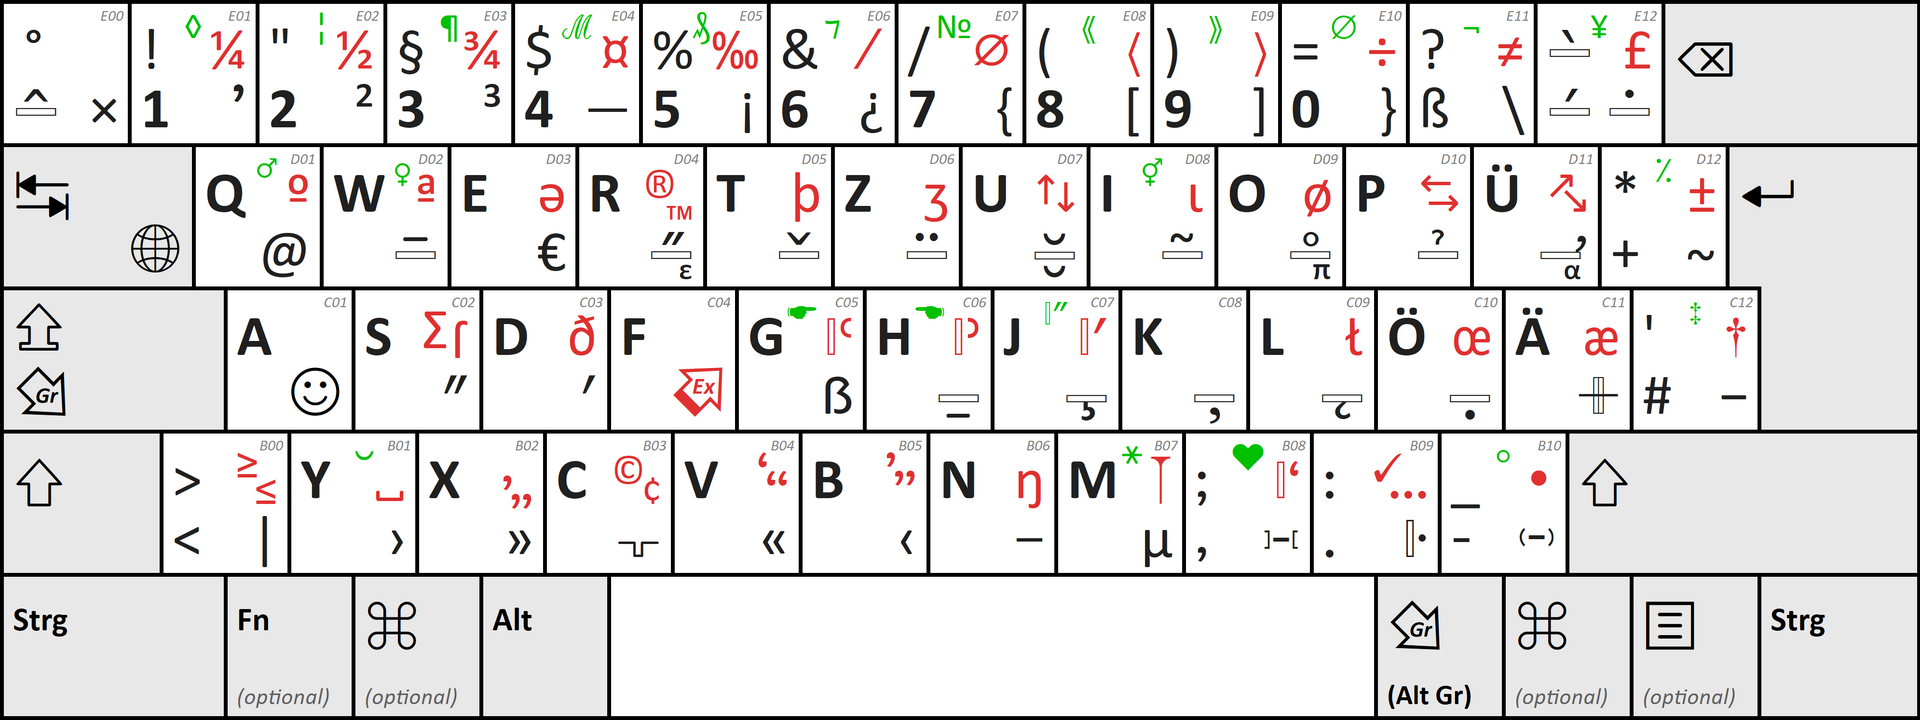 E00 E01 E02 E03 E04 E05 E06 E07 E08 E09 E10 E11 E12
° ! ◊ ¼ " ¦ ½ § ¶ ¾ $ ℳ ¤ % ₰ ‰ & ⁊ ⁄ / № ∅ ( ⟪ ⟨ ) ⟫ ⟩ = ∅ ÷ ? ¬ ≠ ` ¥ £
^ × 1 ’ 2 ² 3 ³ 4 — 5 ¡ 6 ¿ 7 { 8 [ 9 ] 0 } ß \ ´ ˙
D01 D02 D03 D04 D05 D06 D07 D08 D09 D10 D11 D12
Q ♂ º W ♀ ª E ə R ® ™ T þ Z ʒ U ↑↓ I ⚥ ɩ O ø P ⇆ Ü ⤡ * ⁒ ±
@ ¯ € ˝ ε ˇ ¨ ˘ ~ ° π ̉ ̛ α + ~
C01 C02 C03 C04 C05 C06 C07 C08 C09 C10 C11 C12
A S Σ ſ D ð F G ☛ ʿ H ☚ ʾ J ″ ′ K L ł Ö œ Ä æ ' ‡ †
Gr ☺ ″ ′ Ex ß # −
B00 B01 B02 B03 B04 B05 B06 B07 B08 B09 B10
> ≥ ≤ Y ⌣ ␣ X ‚ „ C © ¢ V ‘ “ B ’ ” N ŋ M ; ♥ ‘ : ✓ … _ ° •
< | › » « ‹ – µ , ]-[ . · - (-)
Strg Fn ⌘ Alt Gr ⌘ Strg
(optional) (optional) (Alt Gr) (optional) (optional)